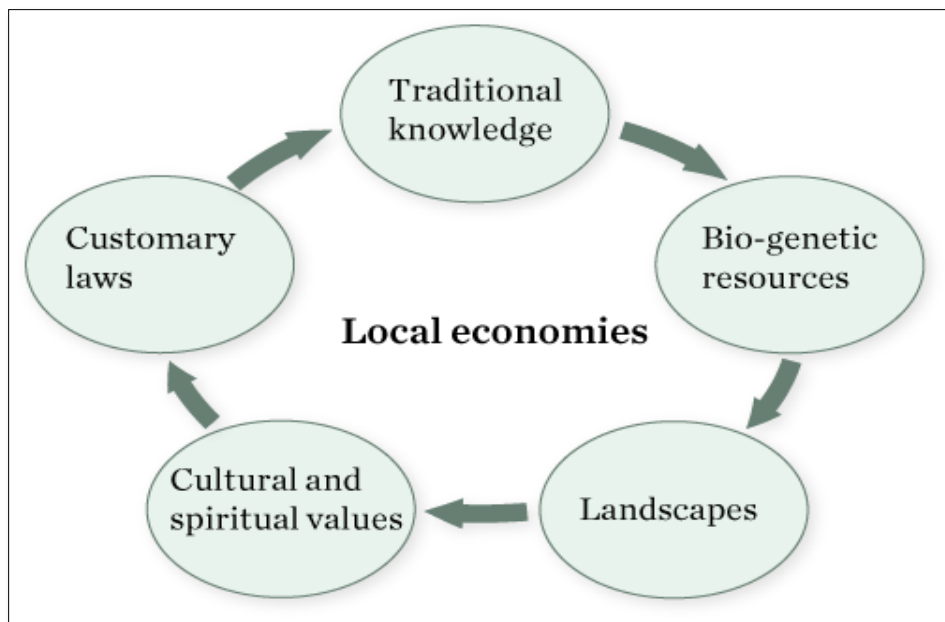 Traditional
knowledge
Bio-genetic
resources
Landscapes
Cultural and
spiritual values
Customary
laws
Local economies